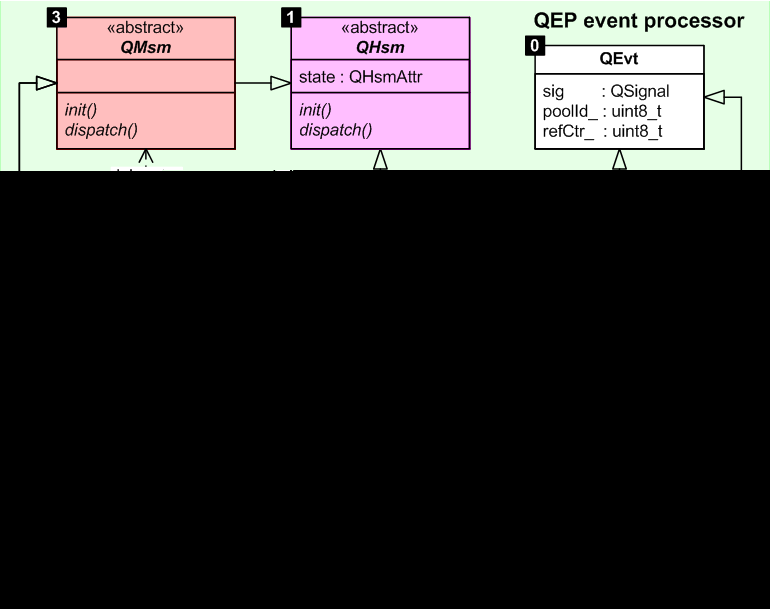 3
«abstract»
QMsm
init()
dispatch()
1
«abstract»
QHsm
state : QHsmAttr
init()
dispatch()
QEP event processor
0
QEvt
sig : QSignal
poolId_ : uint8_t
refCtr_ : uint8_t